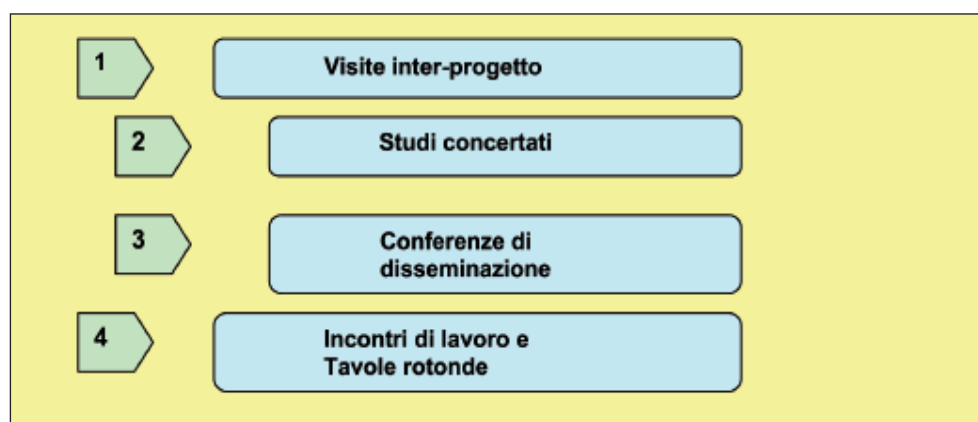 1
Visite inter-progetto
2
Studi concertati
3
Conferenze di
disseminazione
4
Incontri di lavoro e
Tavole rotonde